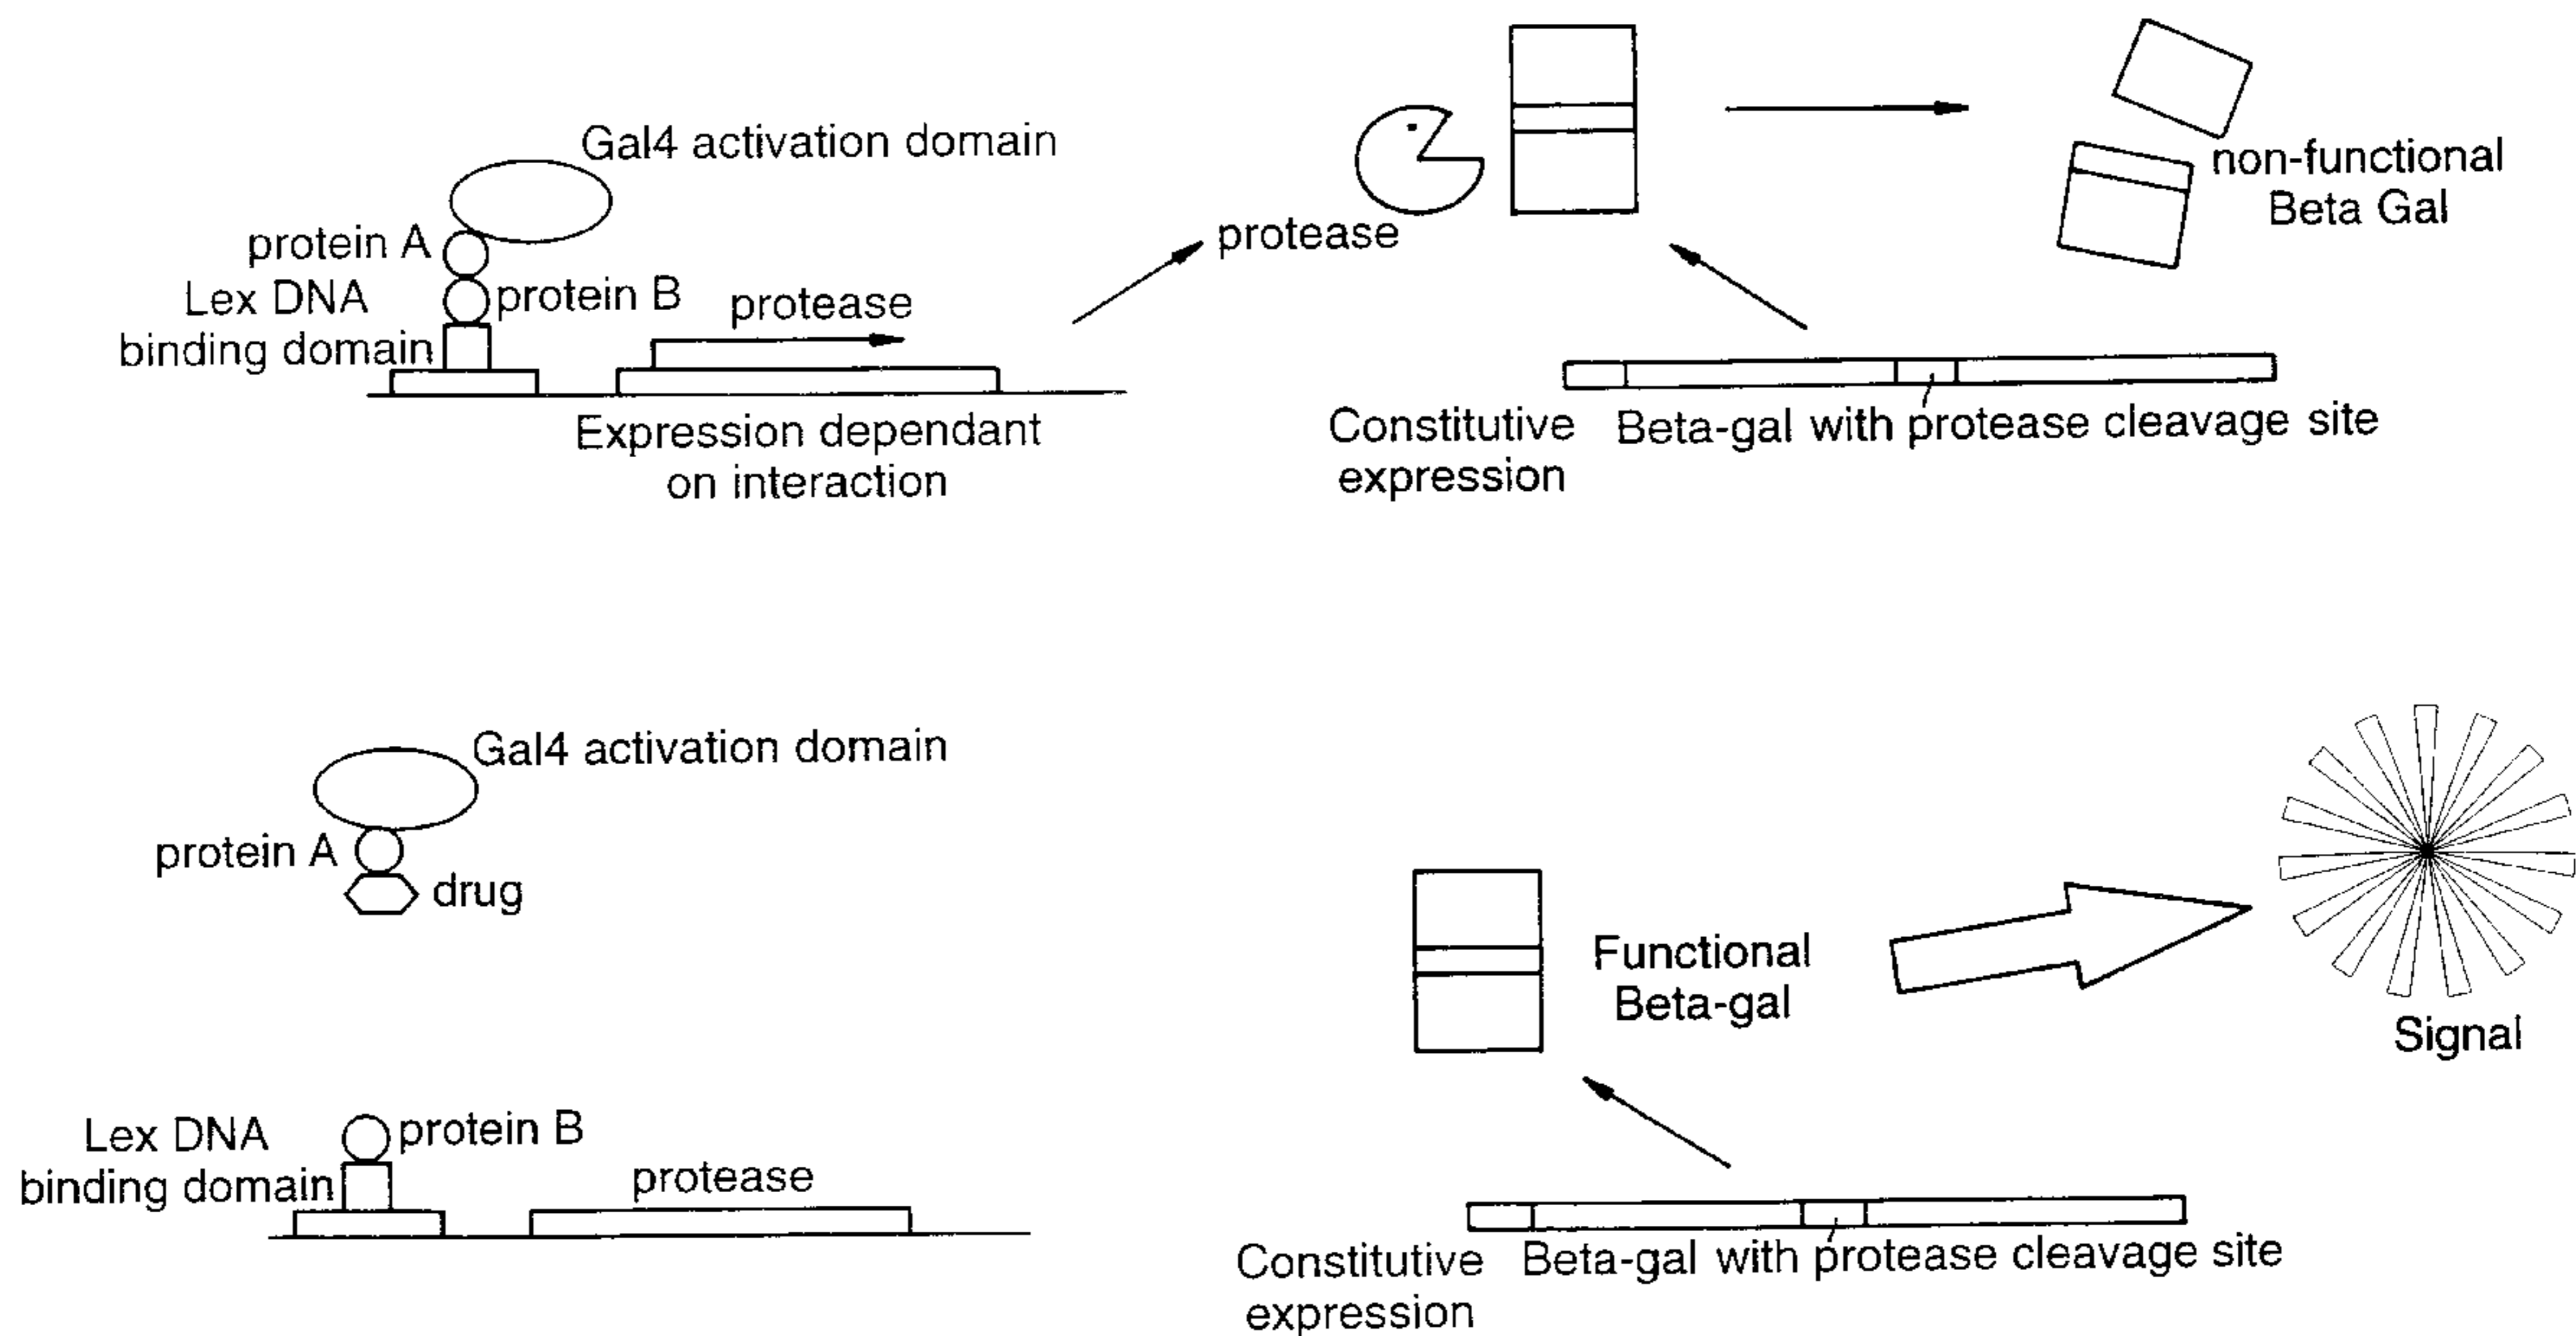 Gal4 activation domain
protein A
Lex DNA
binding domain
protein B
protease
Expression dependant
on interaction
protease
non-functional
Beta Gal
Constitutive
expression
Beta-gal with protease cleavage site
Gal4 activation domain
protein A
drug
Lex DNA
binding domain
protein B
protease
Functional
Beta-gal
Signal
Constitutive
expression
Beta-gal with protease cleavage site